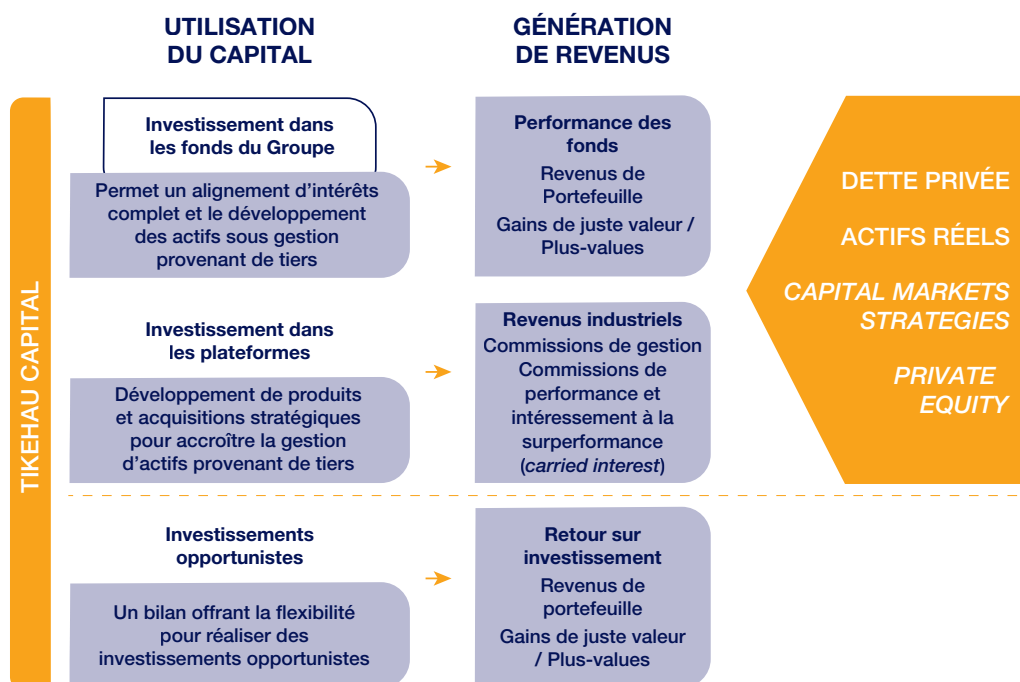 UTILISATION
DU CAPITAL
GÉNÉRATION
DE REVENUS
TIKEHAU CAPITAL
Investissement dans
les fonds du Groupe
Permet un alignement d'intérêts
complet et le développement
des actifs sous gestion
provenant de tiers
Performance des
fonds
Revenus de
Portefeuille
Gains de juste valeur /
Plus-values
Investissement dans
les plateformes
Développement de produits
et acquisitions stratégiques
pour accroître la gestion
d'actifs provenant de tiers
Revenus industriels
Commissions de gestion
Commissions de
performance et
intéressement à la
surperformance
(carried interest)
Investissements
opportunistes
Un bilan offrant la flexibilité
pour réaliser des
investissements opportunistes
Retour sur
investissement
Revenus de
portefeuille
Gains de juste valeur
/ Plus-values
DETTE PRIVÉE
ACTIFS RÉELS
CAPITAL MARKETS
STRATEGIES
PRIVATE
EQUITY